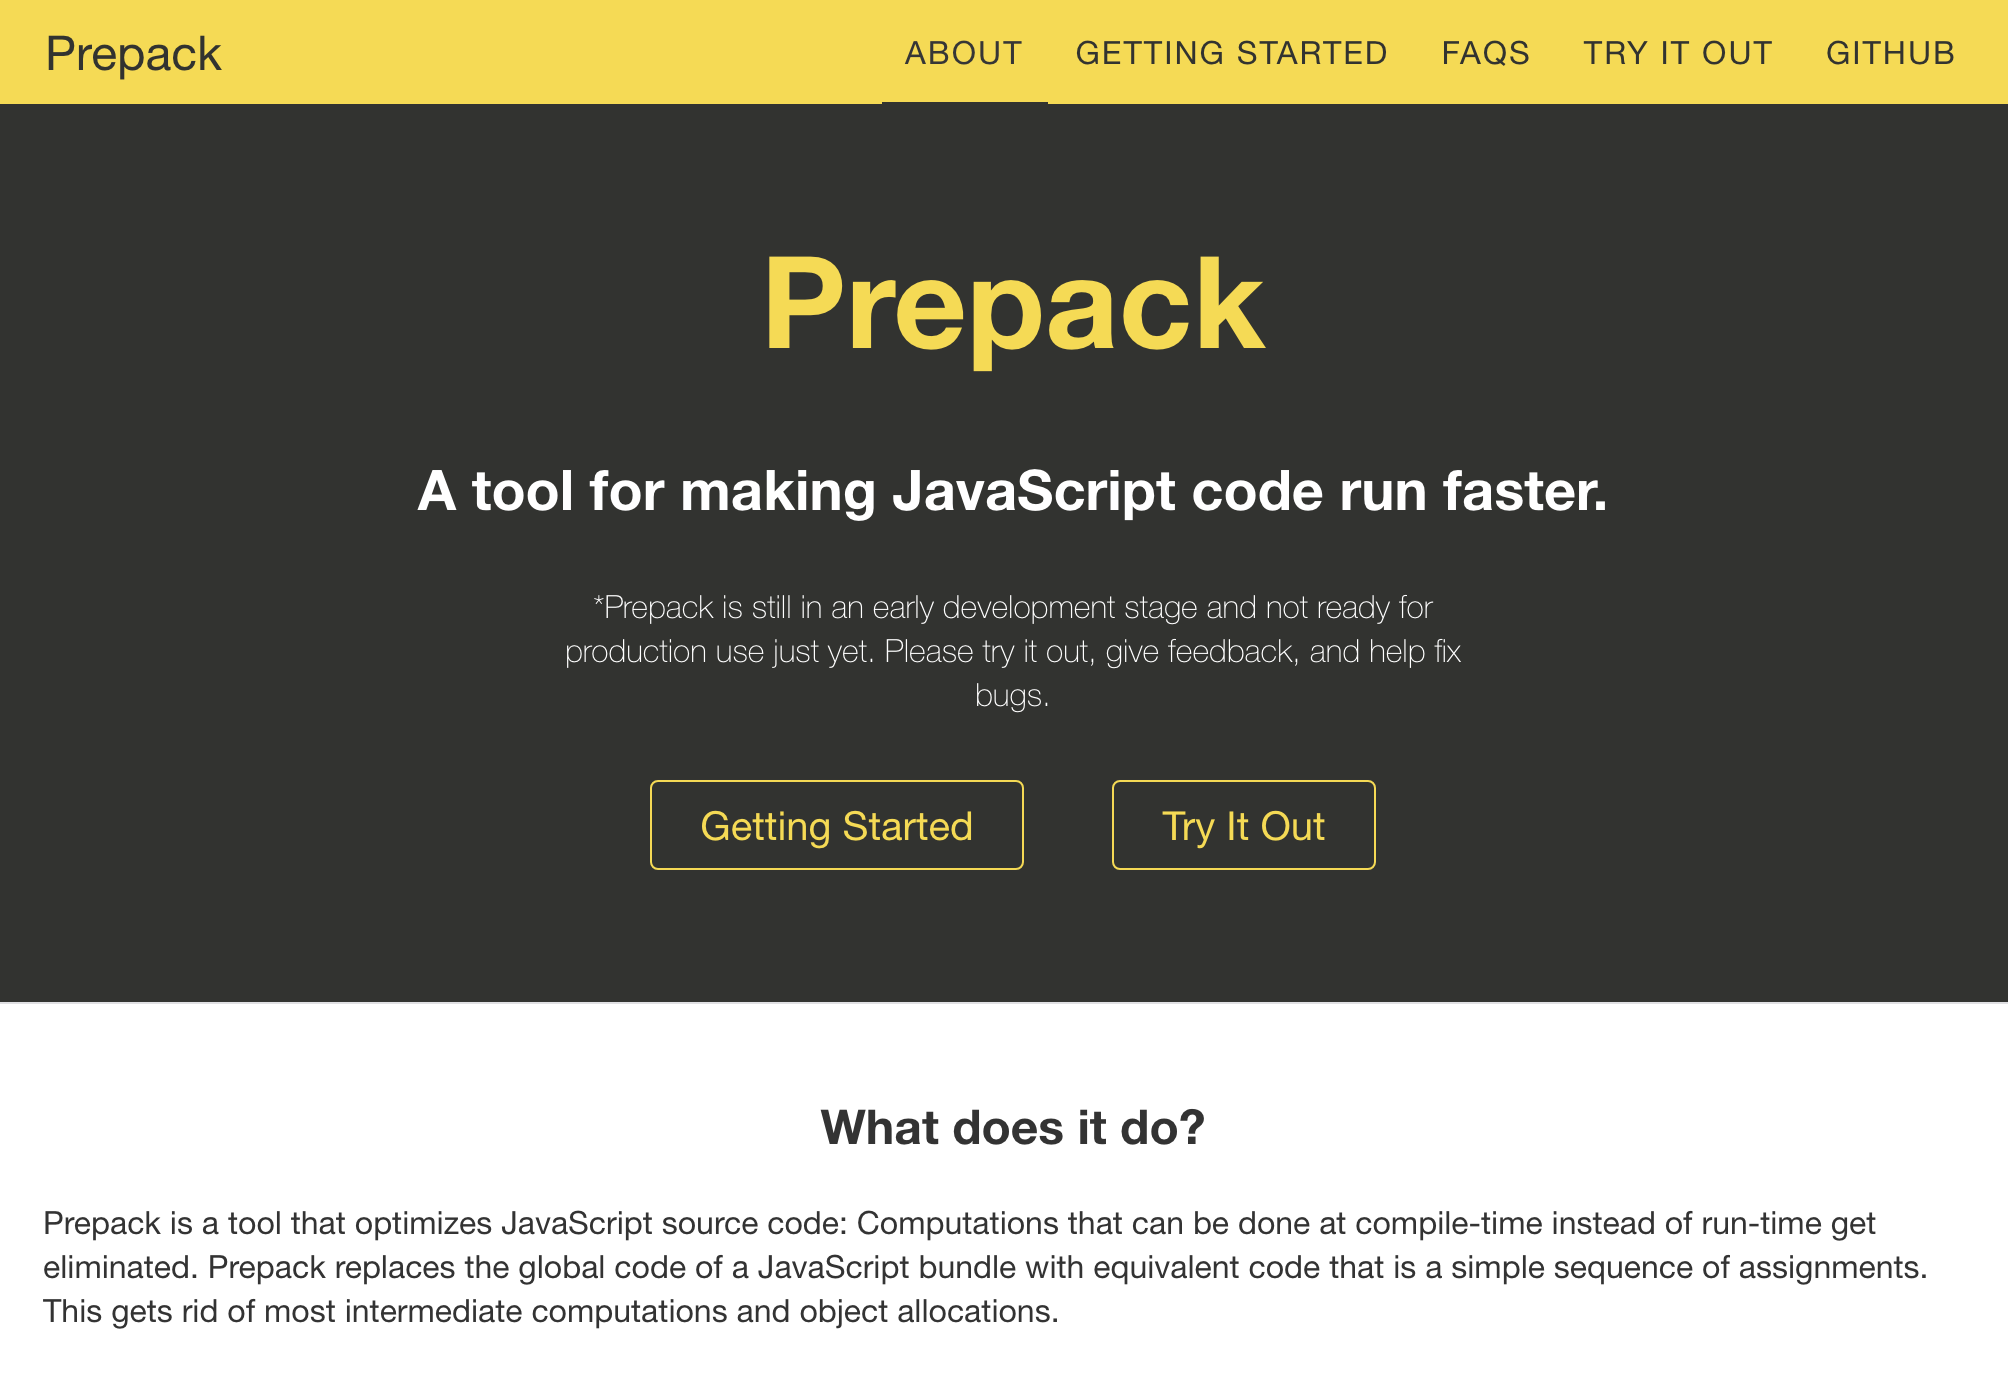 Prepack
ABOUT GETTING STARTED FAQS TRY IT OUT GITHUB
Prepack
A tool for making JavaScript code run faster.
*Prepack is still in an early development stage and not ready for
production use just yet. Please try it out, give feedback, and help fix
bugs.
Getting Started Try It Out
What does it do?
Prepack is a tool that optimizes JavaScript source code: Computations that can be done at compile-time instead of run-time get
eliminated. Prepack replaces the global code of a JavaScript bundle with equivalent code that is a simple sequence of assignments.
This gets rid of most intermediate computations and object allocations.